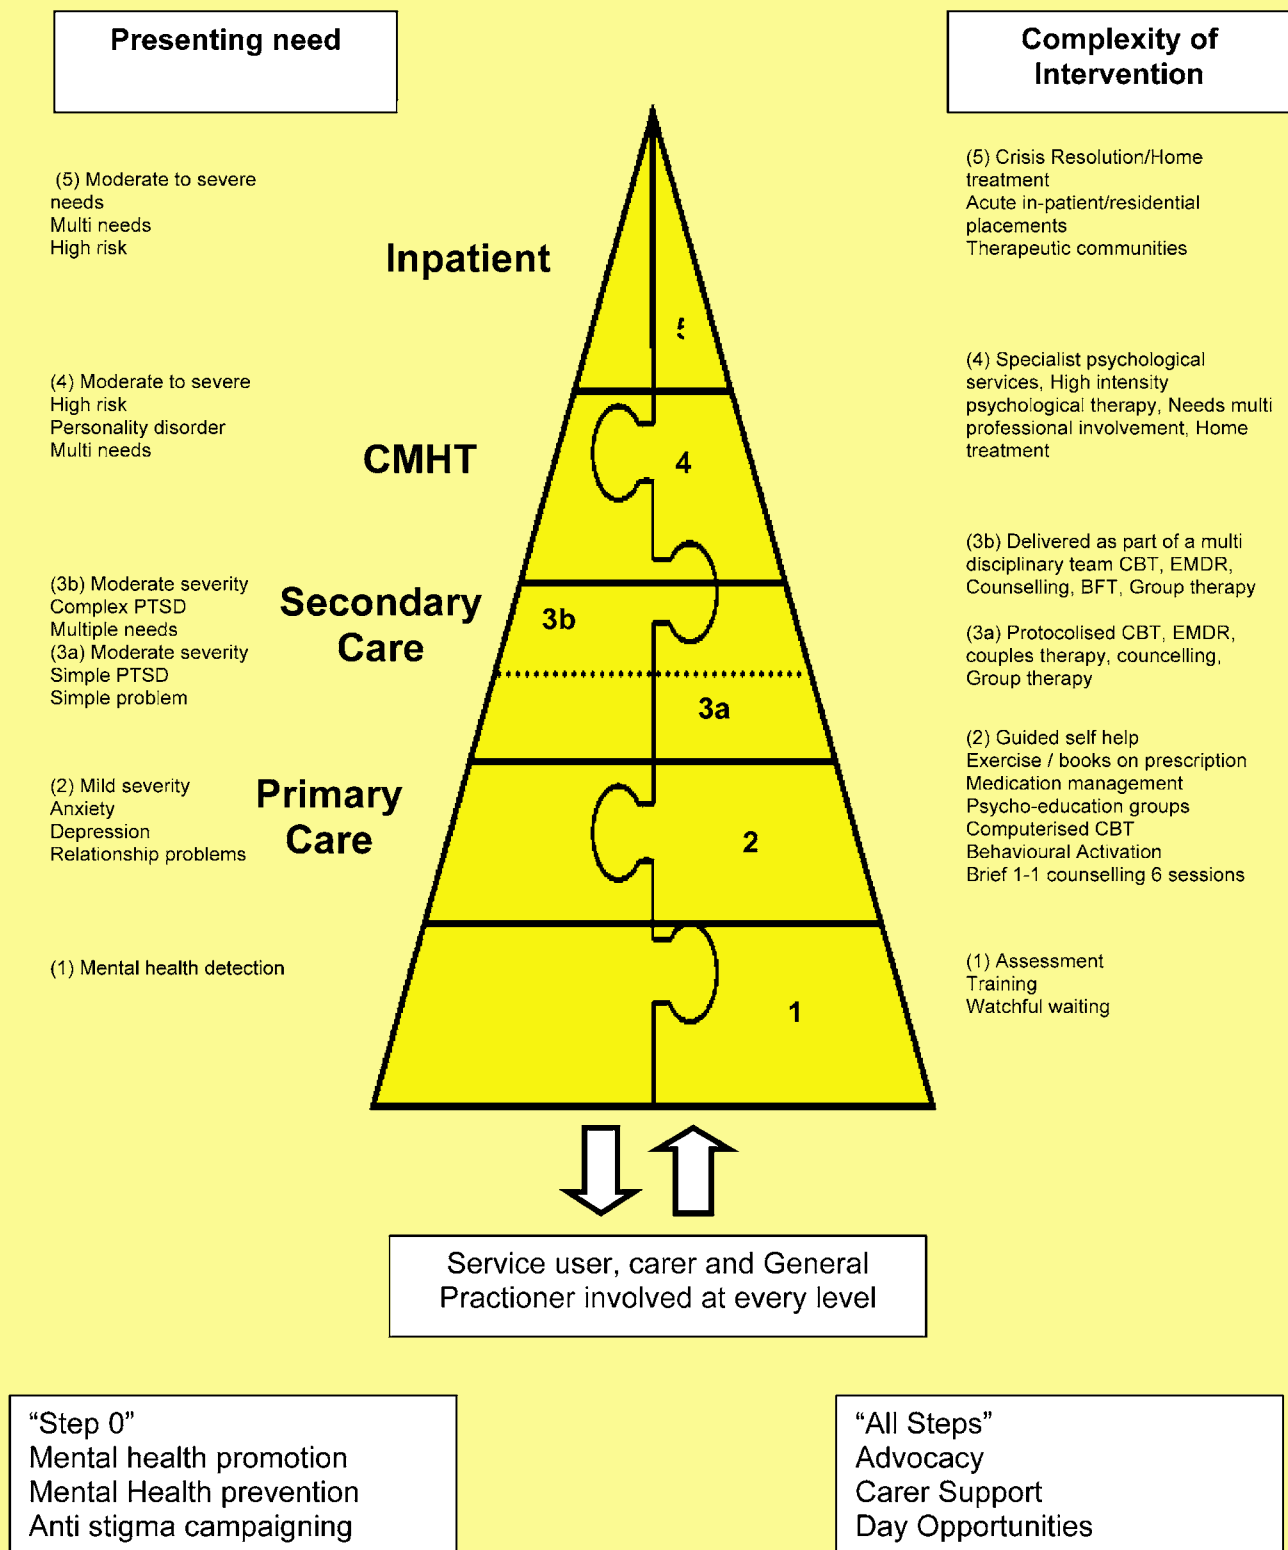 Presenting need
Complexity of
Intervention
(5) Moderate to severe
needs
Multi needs
High risk
Inpatient
5
(5) Crisis Resolution/Home
treatment
Acute in-patient/residential
placements
Therapeutic communities
(4) Moderate to severe
High risk
Personality disorder
Multi needs
CMHT
4
(4) Specialist psychological
services, High intensity
psychological therapy, Needs multi
professional involvement, Home
treatment
(3b) Moderate severity
Complex PTSD
Multiple needs
(3a) Moderate severity
Simple PTSD
Simple problem
Secondary
Care
3b
3a
(3b) Delivered as part of a multi
disciplinary team CBT, EMDR,
Counselling, BFT, Group therapy
(3a) Protocolised CBT, EMDR,
couples therapy, councelling,
Group therapy
(2) Mild severity
Anxiety
Depression
Relationship problems
Primary
Care
2
(2) Guided self help
Exercise / books on prescription
Medication management
Psycho-education groups
Computerised CBT
Behavioural Activation
Brief 1-1 counselling 6 sessions
(1) Mental health detection
1
(1) Assessment
Training
Watchful waiting
Service user, carer and General
Practioner involved at every level
“Step 0”
Mental health promotion
Mental Health prevention
Anti stigma campaigning
“All Steps”
Advocacy
Carer Support
Day Opportunities